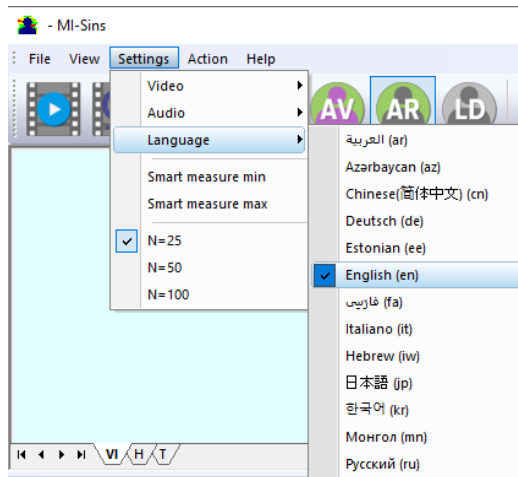 - MI-Sins
File View Settings Action Help
AV AR LD
Video
Audio
Language
Smart measure min
Smart measure max
N=25
N=50
N=100
العربية (ar)
Azərbaycan (az)
Chinese(简体中文) (cn)
Deutsch (de)
Estonian (ee)
English (en)
فارسی (fa)
Italiano (it)
Hebrew (iw)
日本語 (jp)
한국어 (kr)
Монгол (mn)
Русский (ru)
VI H T